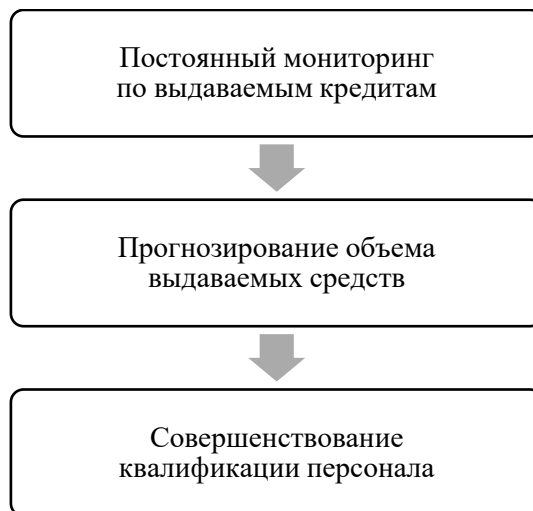 Постоянный мониторинг
по выдаваемым кредитам
Прогнозирование объема
выдаваемых средств
Совершенствование
квалификации персонала